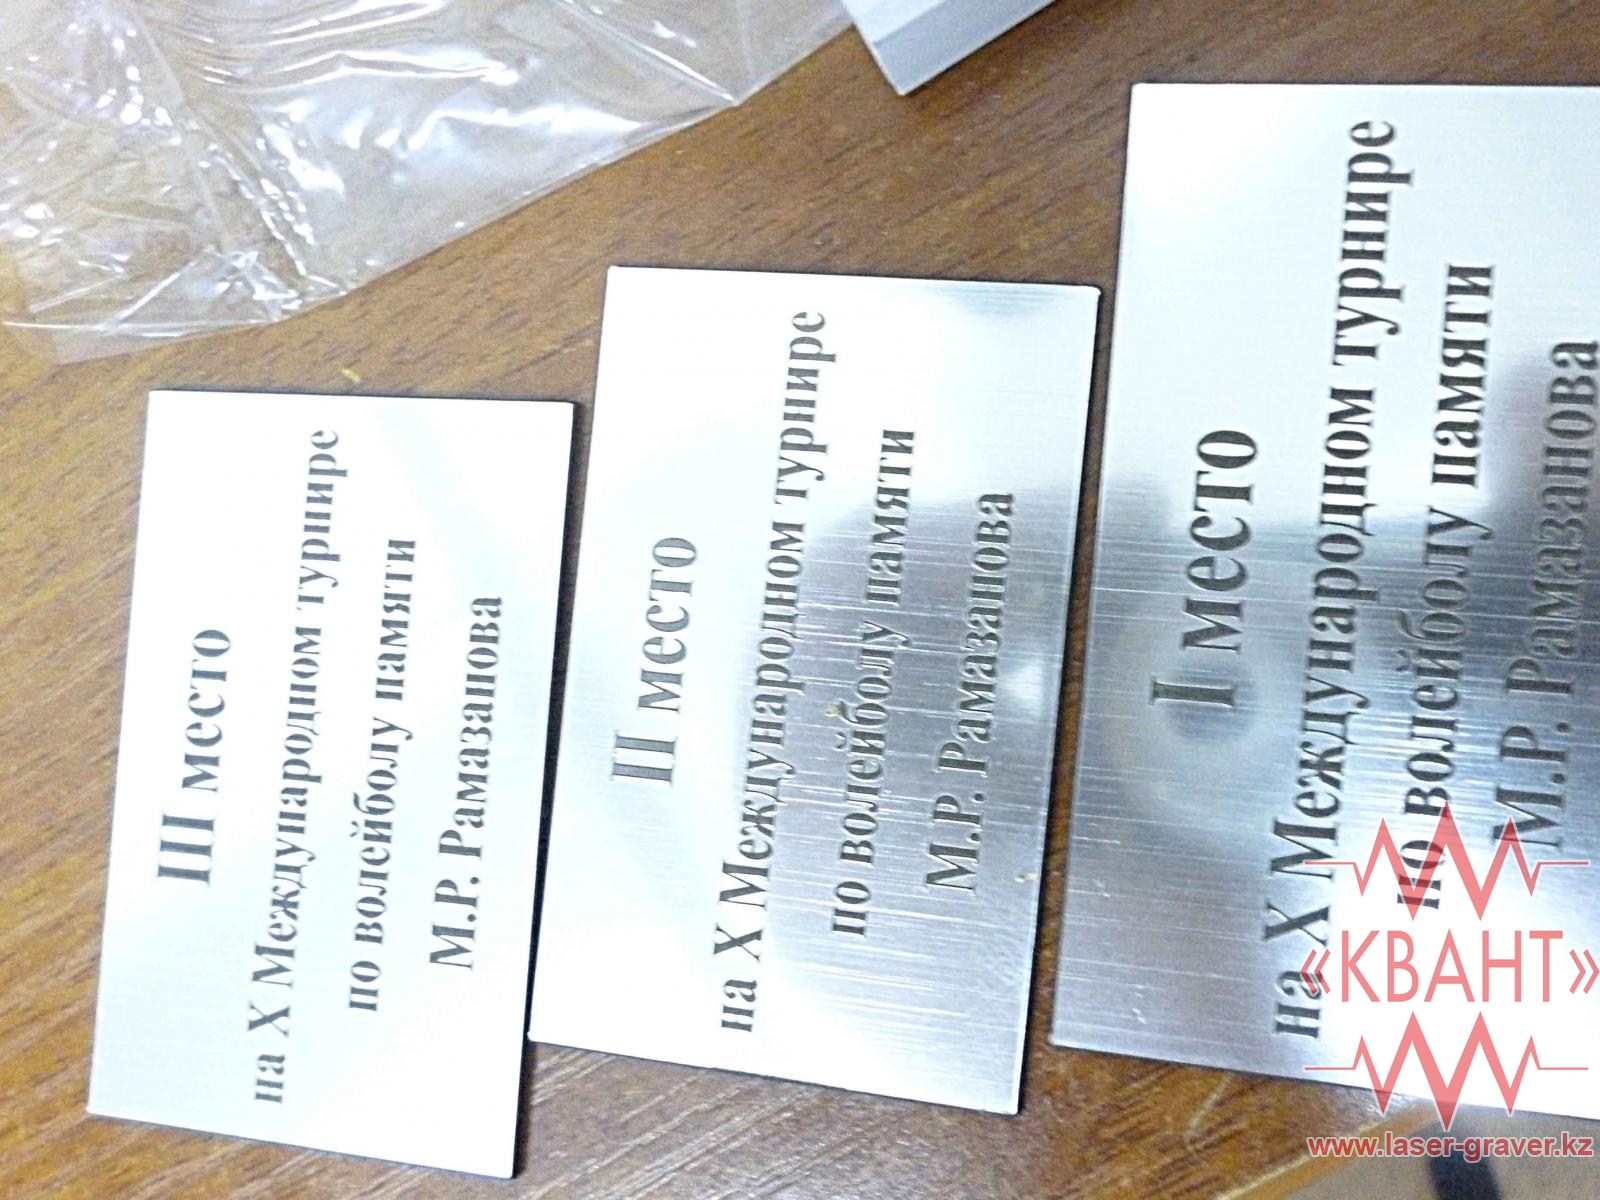 III место
на X Международном турнире
по волейболу памяти
М.Р. Рамазанова
II место
на X Международном турнире
по волейболу памяти
М.Р. Рамазанова
I место
на X Международном турнире
по волейболу памяти
М.Р. Рамазанова
«КВАНТ»
www.laser-graver.kz